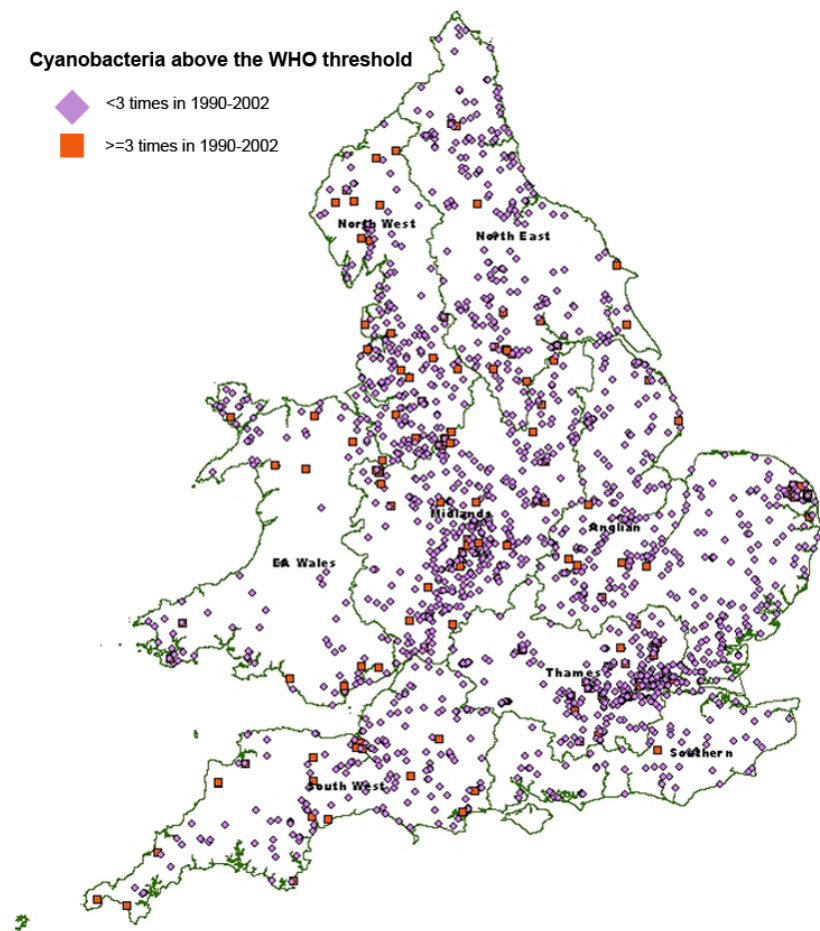 Cyanobacteria above the WHO threshold
<3 times in 1990-2002
>=3 times in 1990-2002
North West
North East
Midlands
Anglian
EA Wales
Thames
Southern
South West